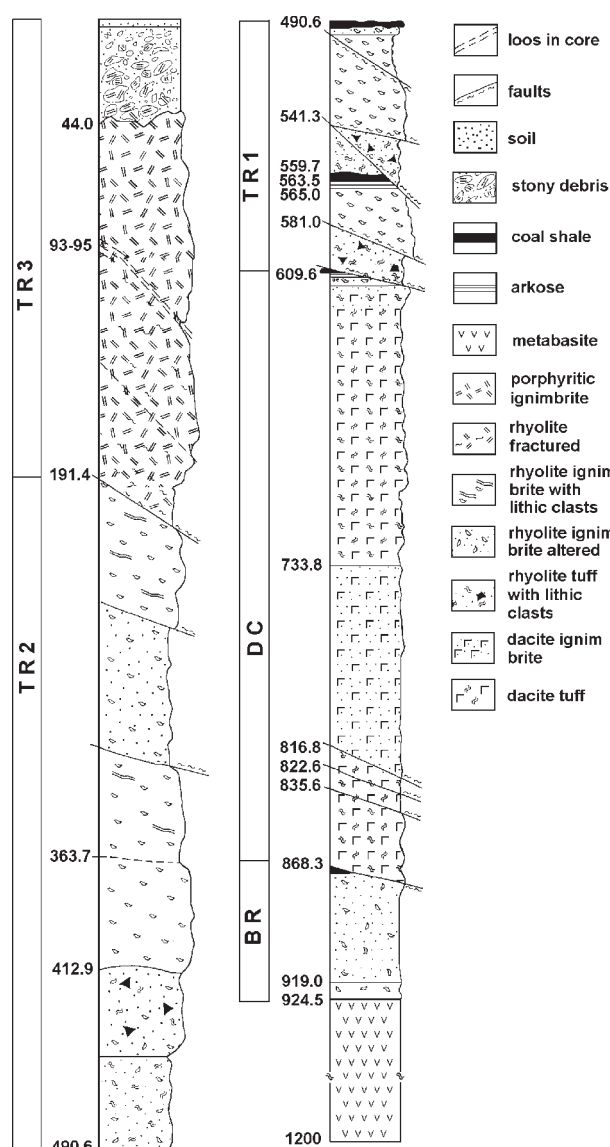 44.0
93-95
191.4
363.7
412.9
490.6
TR3
TR2
490.6
541.3
559.7
563.5
565.0
581.0
609.6
733.8
816.8
822.6
835.6
868.3
919.0
924.5
1200
TR1
DC
BR
loos in core
faults
soil
stony debris
coal shale
arkose
metabasite
porphyritic
ignimbrite
rhyolite
fractured
rhyolite ignim
brite with
lithic clasts
rhyolite ignim
brite altered
rhyolite tuff
with lithic
clasts
dacite ignim
brite
dacite tuff